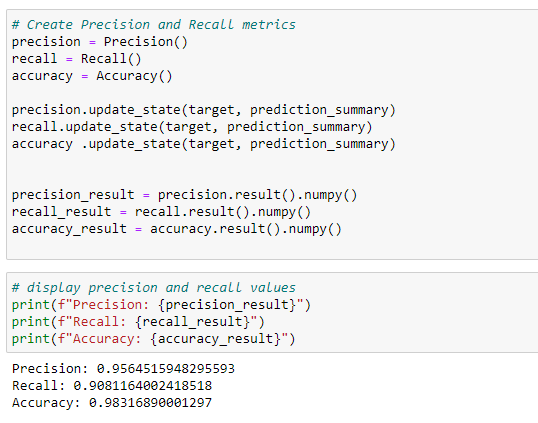 # Create Precision and Recall metrics
precision = Precision()
recall = Recall()
accuracy = Accuracy()
precision.update_state(target, prediction_summary)
recall.update_state(target, prediction_summary)
accuracy .update_state(target, prediction_summary)
precision_result = precision.result().numpy()
recall_result = recall.result().numpy()
accuracy_result = accuracy.result().numpy()
# display precision and recall values
print(f"Precision: {precision_result}")
print(f"Recall: {recall_result}")
print(f"Accuracy: {accuracy_result}")
Precision: 0.9564515948295593
Recall: 0.9081164002418518
Accuracy: 0.98316890001297